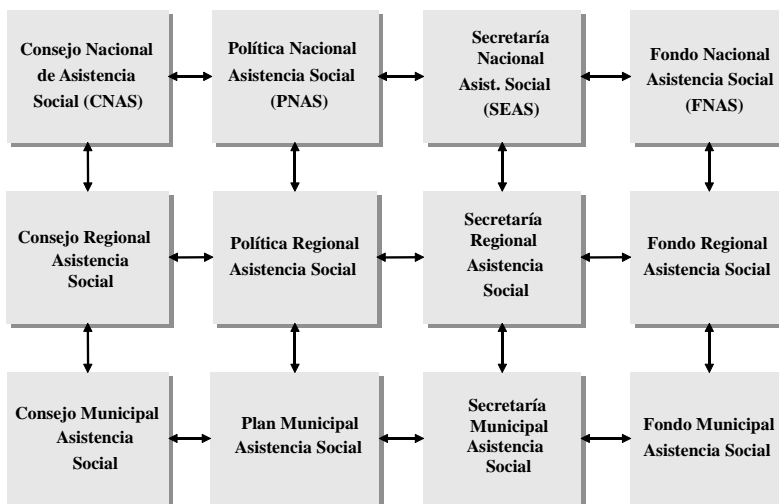 Consejo Nacional
de Asistencia
Social (CNAS)
Política Nacional
Asistencia Social
(PNAS)
Secretaría
Nacional
Asist. Social
(SEAS)
Fondo Nacional
Asistencia Social
(FNAS)
Consejo Regional
Asistencia
Social
Política Regional
Asistencia Social
Secretaría
Regional
Asistencia
Social
Fondo Regional
Asistencia Social
Consejo Municipal
Asistencia
Social
Plan Municipal
Asistencia Social
Secretaría
Municipal
Asistencia
Social
Fondo Municipal
Asistencia Social